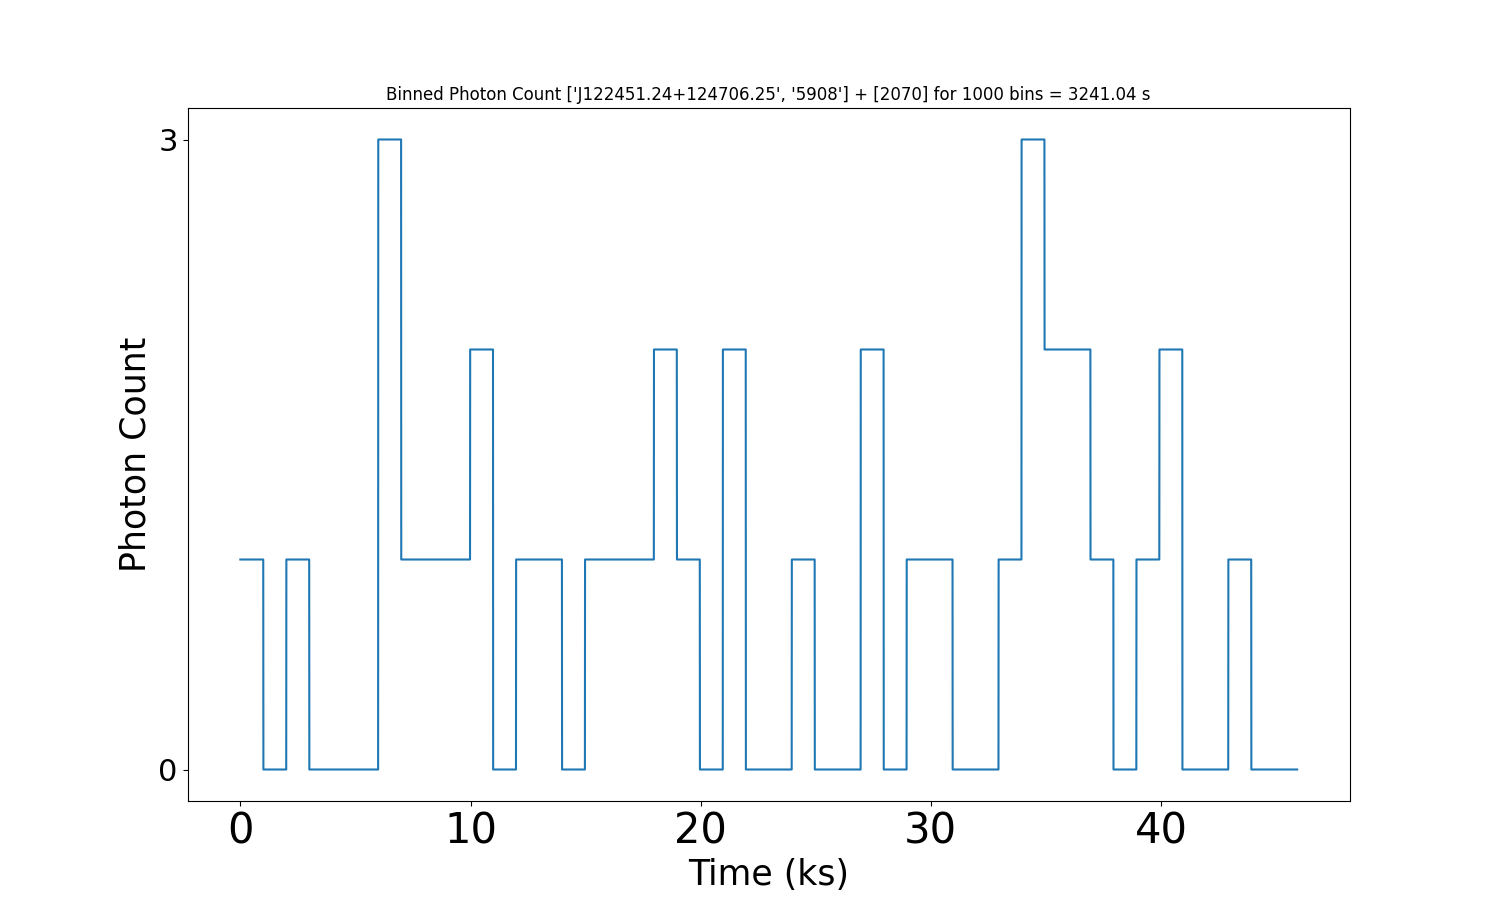 Binned Photon Count ['J122451.24+124706.25', '5908'] + [2070] for 1000 bins = 3241.04 s
3
Photon Count
0
0 10 20 30 40
Time (ks)